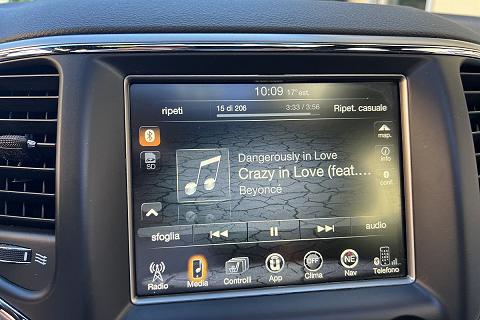 10:09 17°est.
ripeti 15 di 206 3:33 / 3:56 Ripet. casuale
map.
SD
info
Dangerously in Love
Crazy in Love (feat....
Beyoncé
conf
sfoglia audio
OFF NE
Radio Media Controlli App Clima Nav Telefono